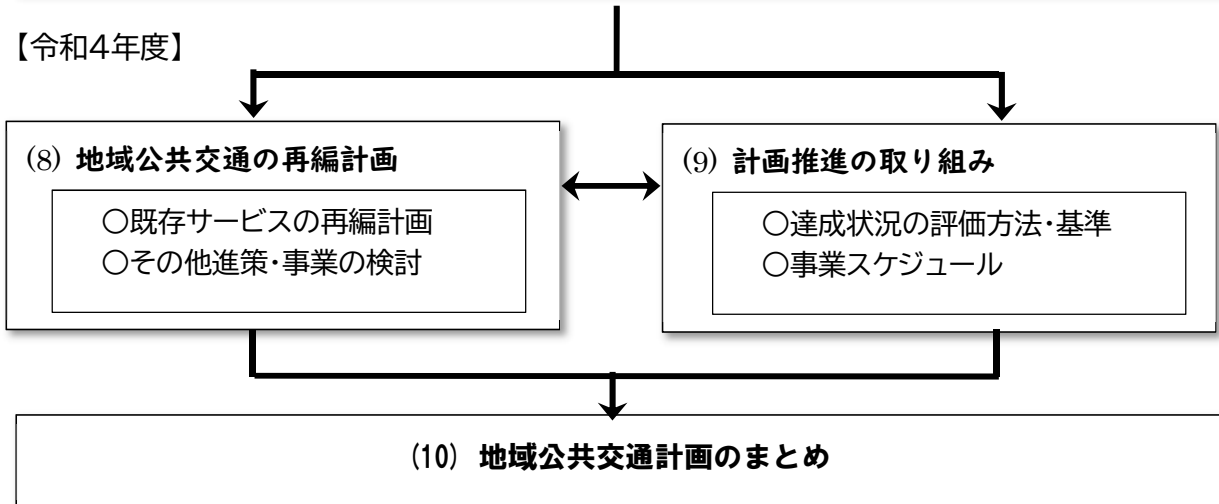 【令和4年度】
(8) 地域公共交通の再編計画
○既存サービスの再編計画
○その他進策・事業の検討
(9) 計画推進の取り組み
○達成状況の評価方法・基準
○事業スケジュール
(10) 地域公共交通計画のまとめ